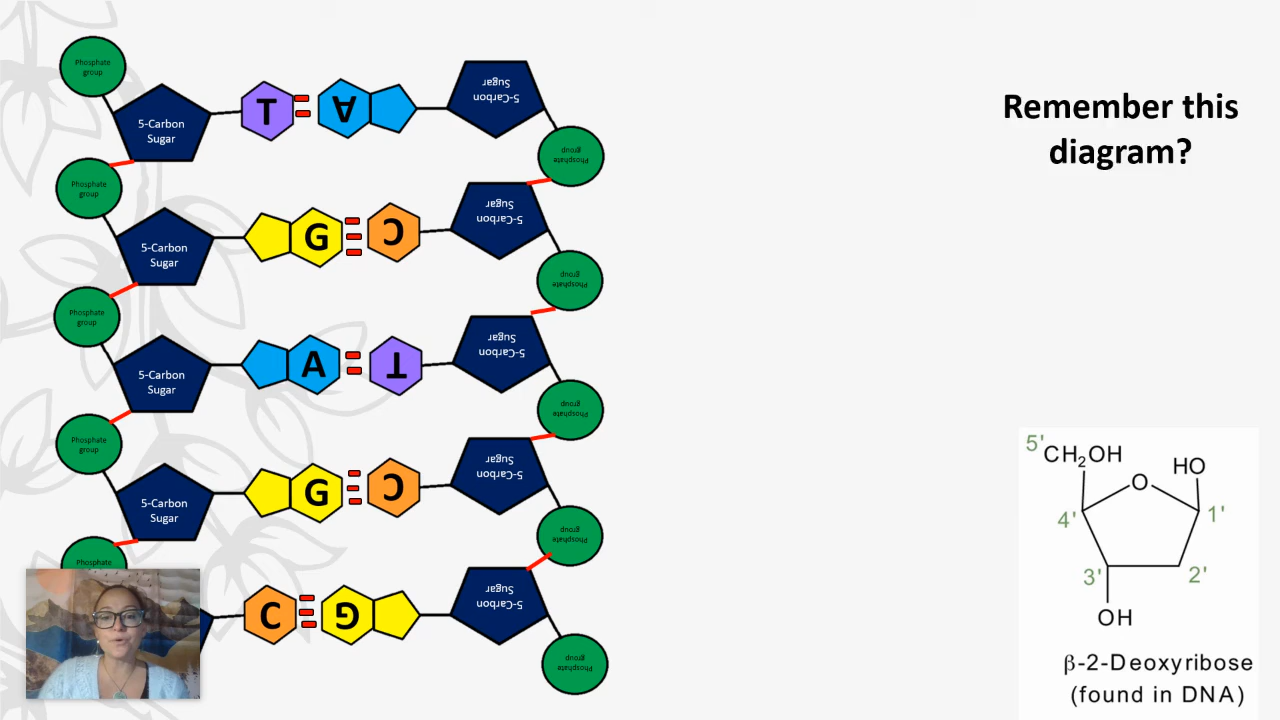 Phosphate
group
5-Carbon
Sugar
T
A
5-Carbon
Sugar
Phosphate
group
Phosphate
group
5-Carbon
Sugar
G
C
5-Carbon
Sugar
Phosphate
group
Phosphate
group
5-Carbon
Sugar
A
T
5-Carbon
Sugar
Phosphate
group
Phosphate
group
5-Carbon
Sugar
G
C
5-Carbon
Sugar
Phosphate
group
Phosphate
C
G
5-Carbon
Sugar
Phosphate
group
Remember this
diagram?
5'
CH₂OH
HO
O
4'
1'
3'
2'
OH
β-2-Deoxyribose
(found in DNA)